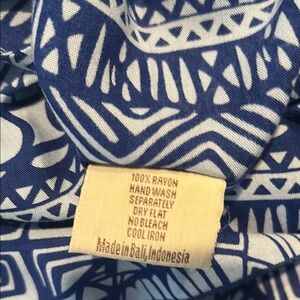 100% RAYON
HAND WASH
SEPARATELY
DRY FLAT
NO BLEACH
COOL IRON
Made in Bali, Indonesia